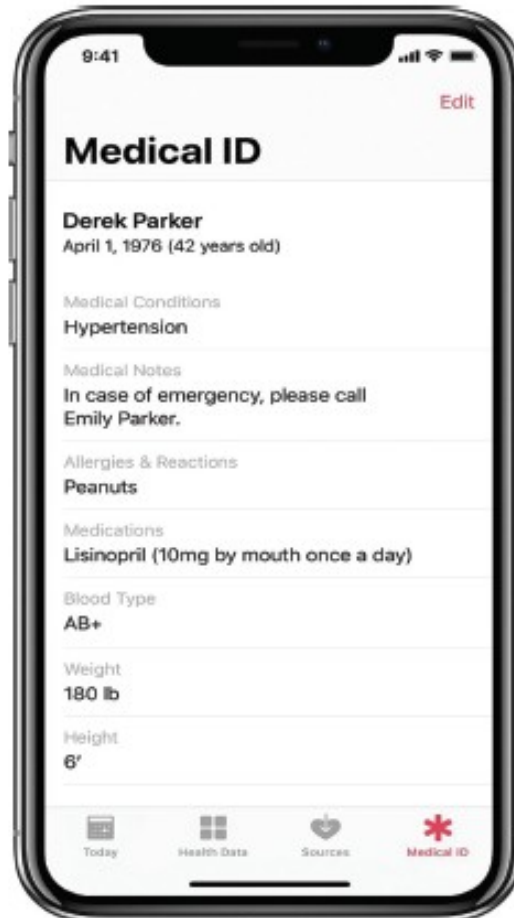 9:41
Edit
Medical ID
Derek Parker
April 1, 1976 (42 years old)
Medical Conditions
Hypertension
Medical Notes
In case of emergency, please call
Emily Parker.
Allergies & Reactions
Peanuts
Medications
Lisinopril (10mg by mouth once a day)
Blood Type
AB+
Weight
180 lb
Height
6′
Today Health Data Sources Medical ID